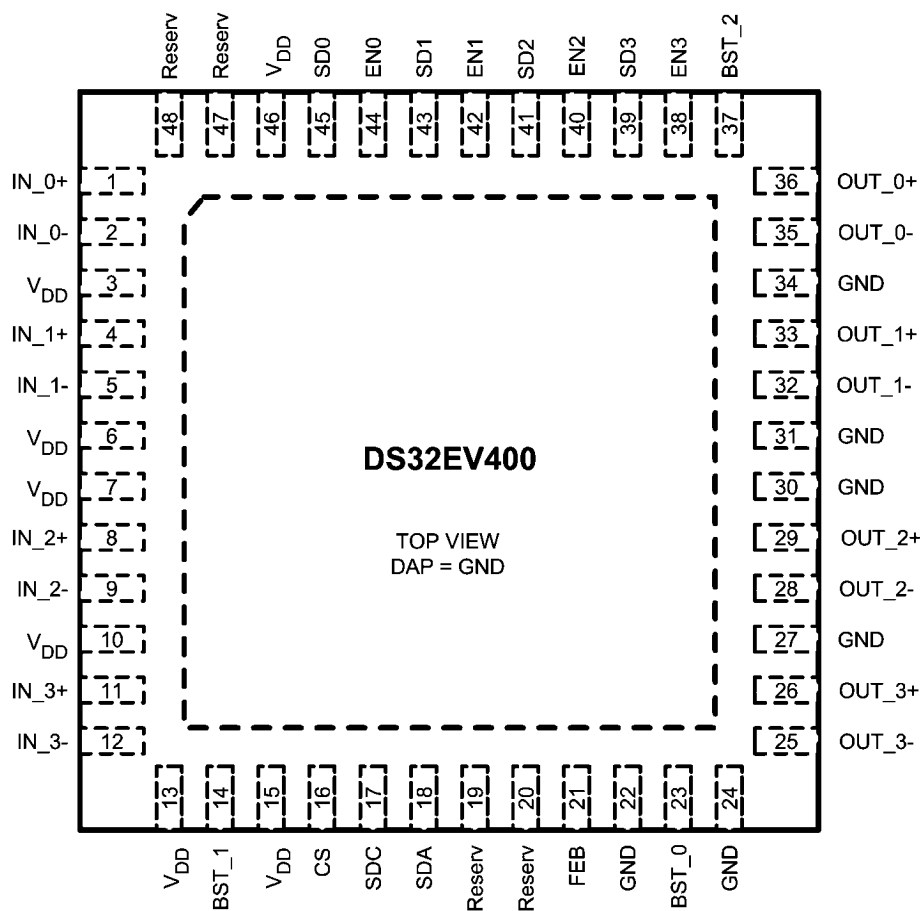 Reserv
Reserv
VDD
SD0
EN0
SD1
EN1
SD2
EN2
SD3
EN3
BST_2
48
47
46
45
44
43
42
41
40
39
38
37
IN_0+ 1
36 OUT_0+
IN_0- 2
35 OUT_0-
VDD 3
34 GND
IN_1+ 4
33 OUT_1+
IN_1- 5
32 OUT_1-
VDD 6
31 GND
VDD 7
30 GND
IN_2+ 8
29 OUT_2+
IN_2- 9
28 OUT_2-
VDD 10
27 GND
IN_3+ 11
26 OUT_3+
IN_3- 12
25 OUT_3-
DS32EV400
TOP VIEW
DAP = GND
13
14
15
16
17
18
19
20
21
22
23
24
VDD
BST_1
VDD
CS
SDC
SDA
Reserv
Reserv
FEB
GND
BST_0
GND